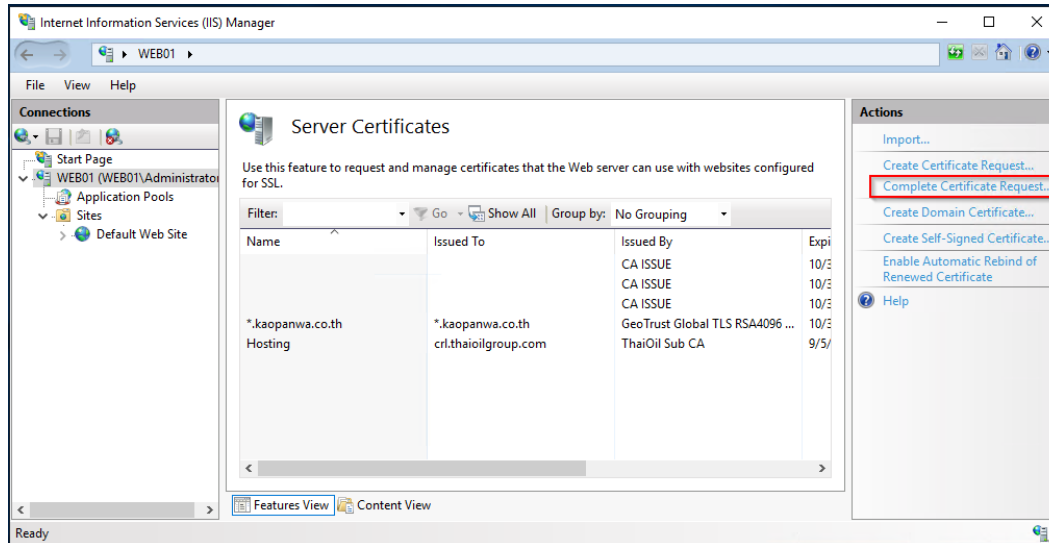 Internet Information Services (IIS) Manager
WEB01
File View Help
Connections
Start Page
WEB01 (WEB01\Administrator
Application Pools
Sites
Default Web Site
Server Certificates
Use this feature to request and manage certificates that the Web server can use with websites configured
for SSL.
Filter: Go Show All Group by: No Grouping
Name Issued To Issued By Expi
CA ISSUE 10/3
CA ISSUE 10/3
CA ISSUE 10/3
*.kaopanwa.co.th *.kaopanwa.co.th GeoTrust Global TLS RSA4096 ... 10/3
Hosting crl.thaioilgroup.com ThaiOil Sub CA 9/5/
Features View Content View
Actions
Import...
Create Certificate Request...
Complete Certificate Request..
Create Domain Certificate...
Create Self-Signed Certificate..
Enable Automatic Rebind of
Renewed Certificate
Help
Ready